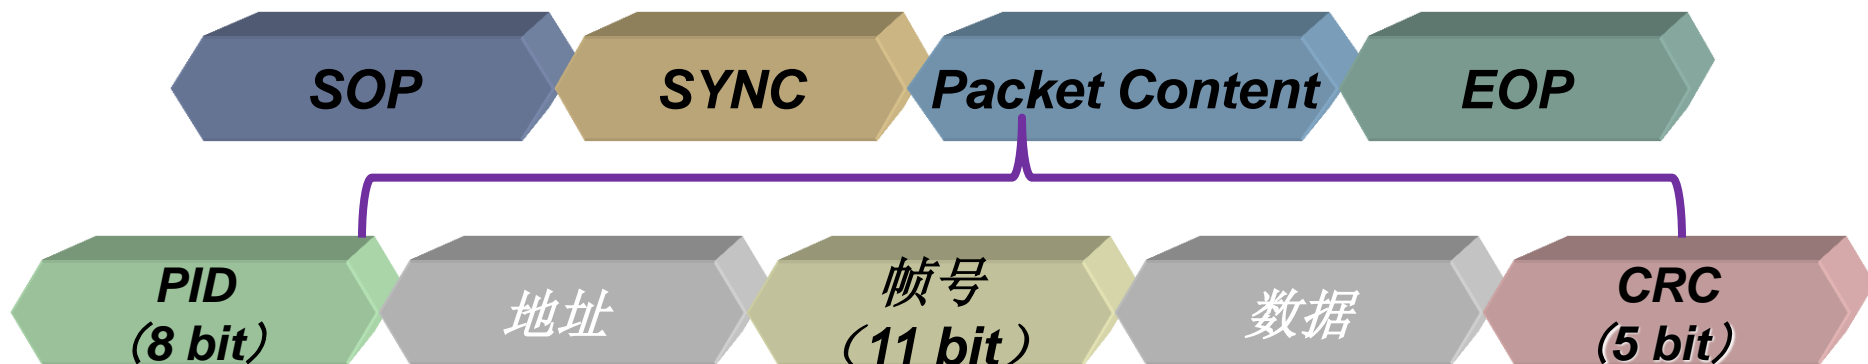 SOP
SYNC
Packet Content
EOP
PID
（8 bit）
地址
帧号
（11 bit）
数据
CRC
（5 bit）